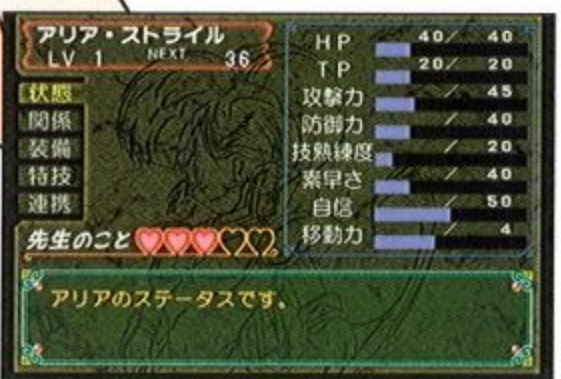 アリア・ストライル
LV 1 NEXT 36
状態
関係
装備
特技
連携
先生のこと
HP 40/ 40
TP 20/ 20
攻撃力 / 45
防御力 / 40
技熟練度 / 20
素早さ / 40
自信 / 50
移動力 / 4
アリアのステータスです。